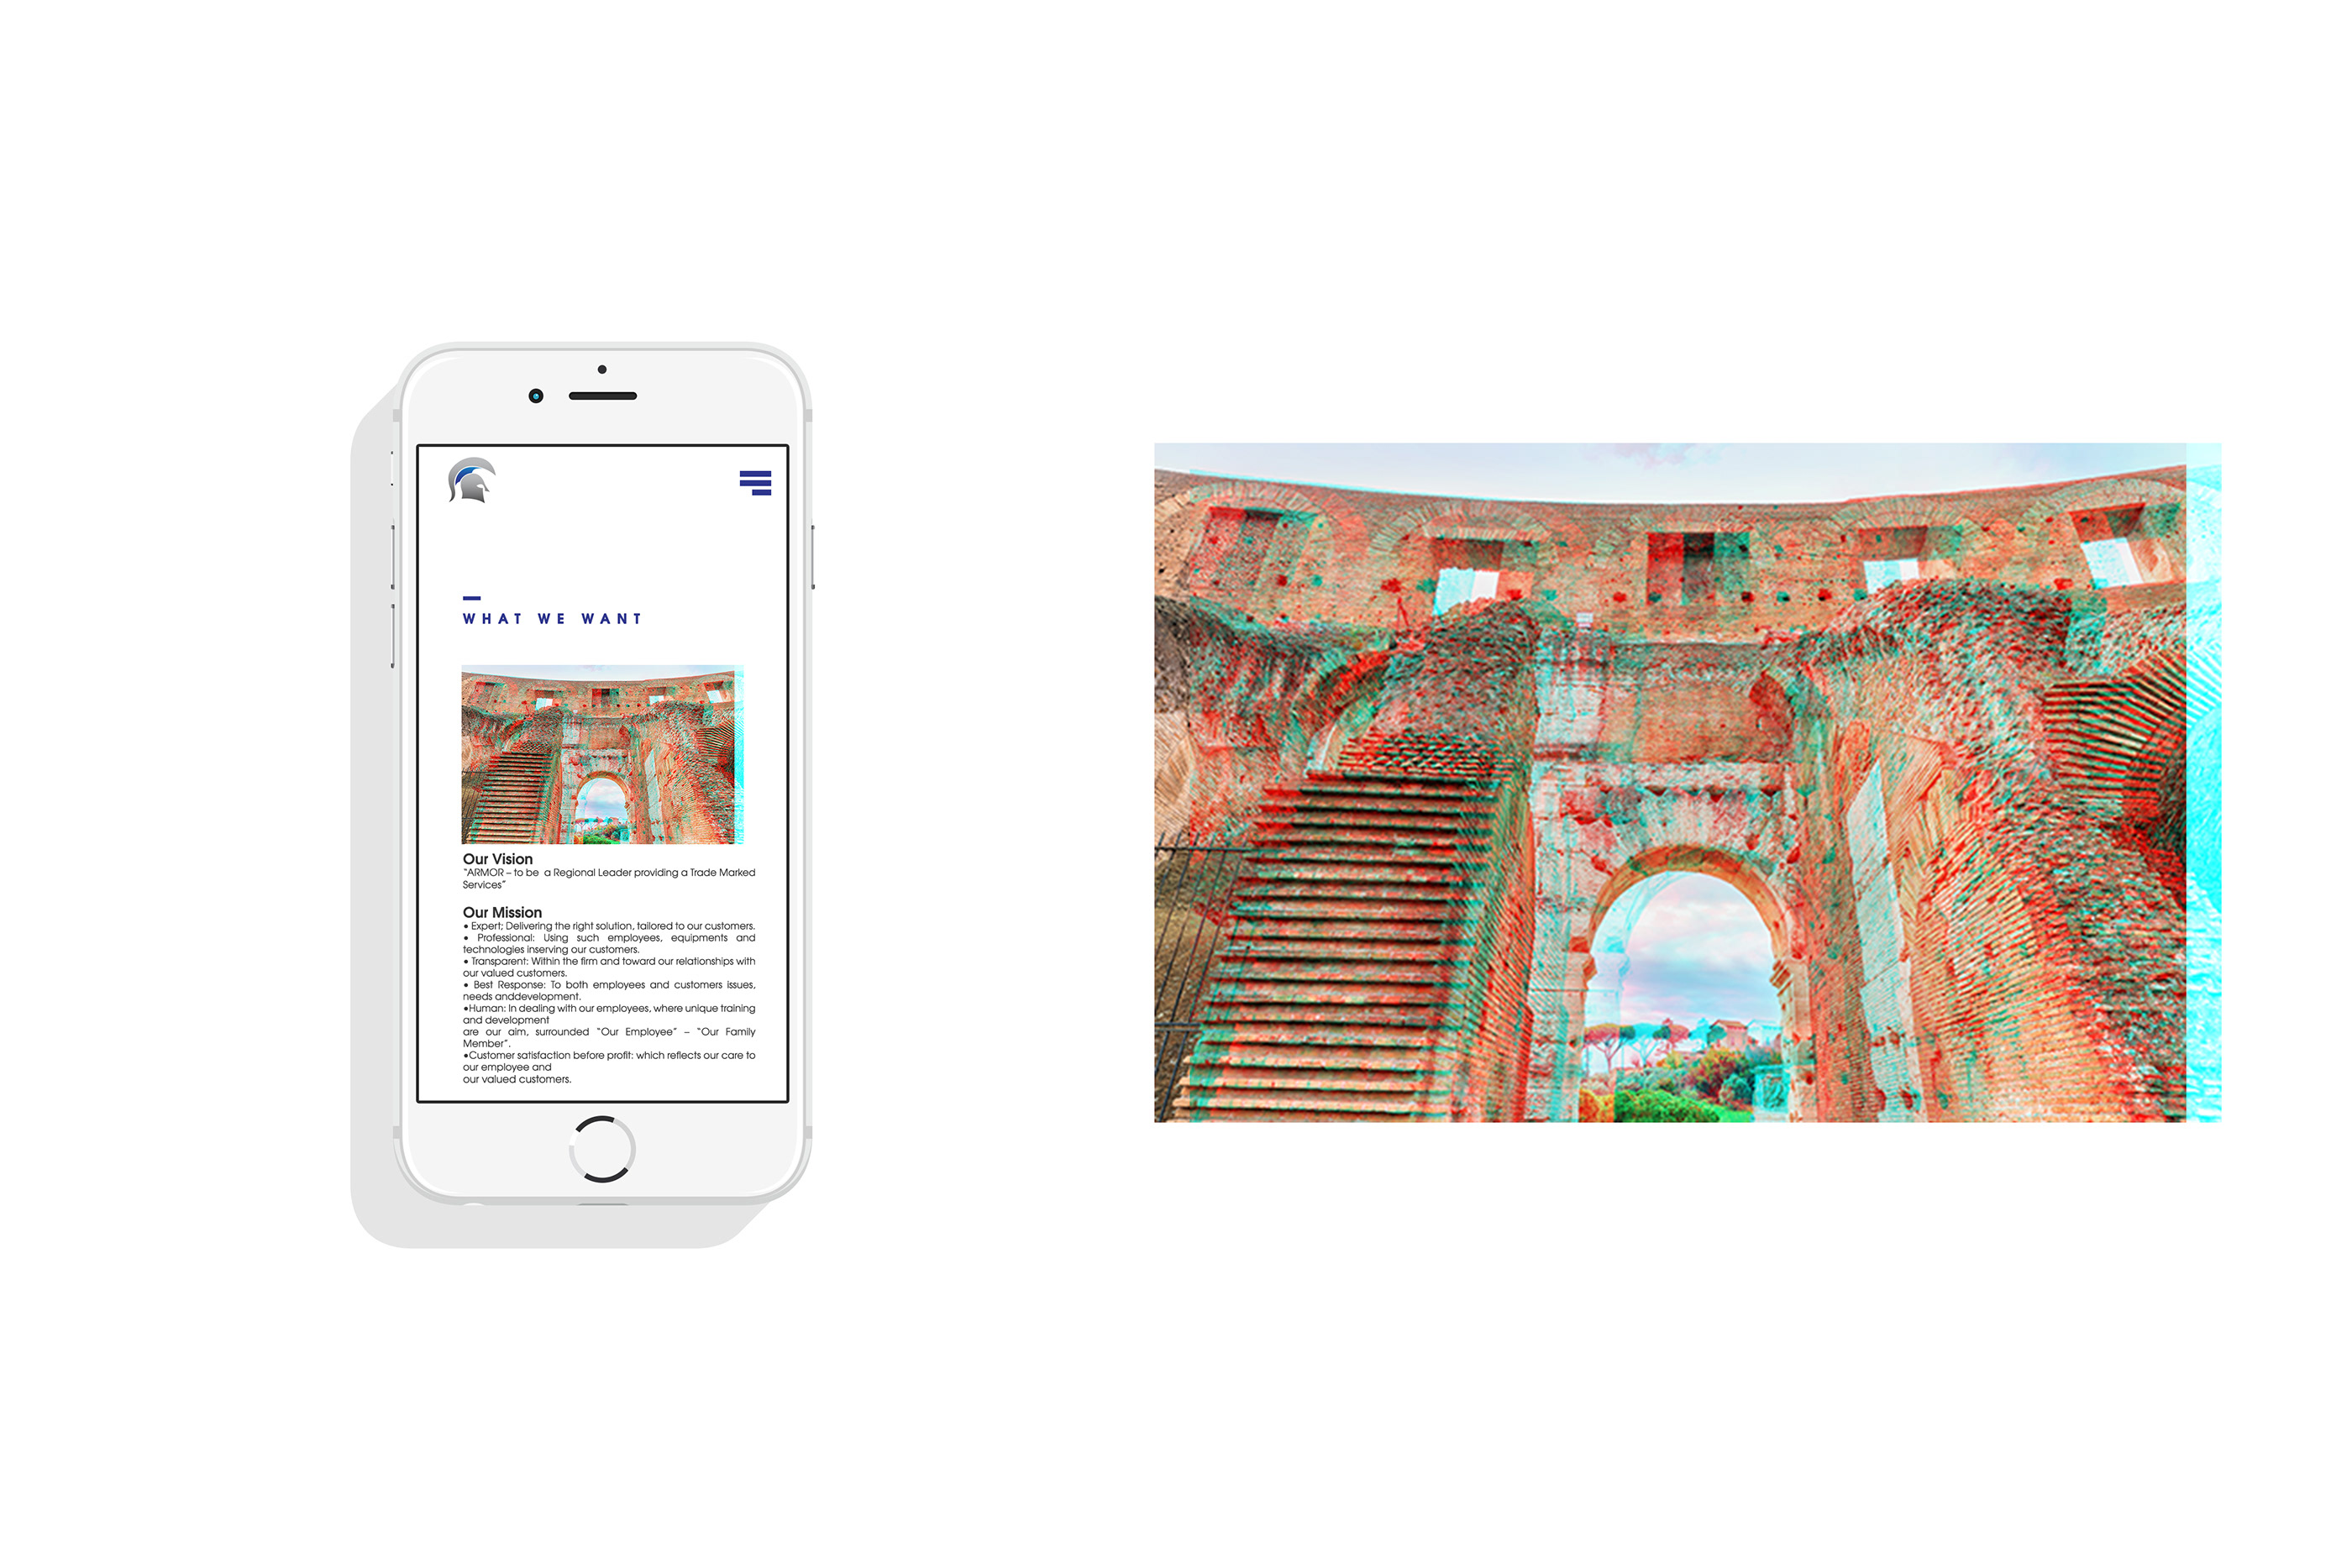 WHAT WE WANT
Our Vision
“ARMOR – to be  a Regional Leader providing a Trade Marked
Services”
Our Mission
• Expert; Delivering the right solution, tailored to our customers.
• Professional: Using such employees, equipments and
technologies inserving our customers.
• Transparent: Within the firm and toward our relationships with
our valued customers.
• Best Response: To both employees and customers issues,
needs anddevelopment.
•Human: In dealing with our employees, where unique training
and development
are our aim, surrounded “Our Employee” – “Our Family
Member”.
•Customer satisfaction before profit: which reflects our care to
our employee and
our valued customers.